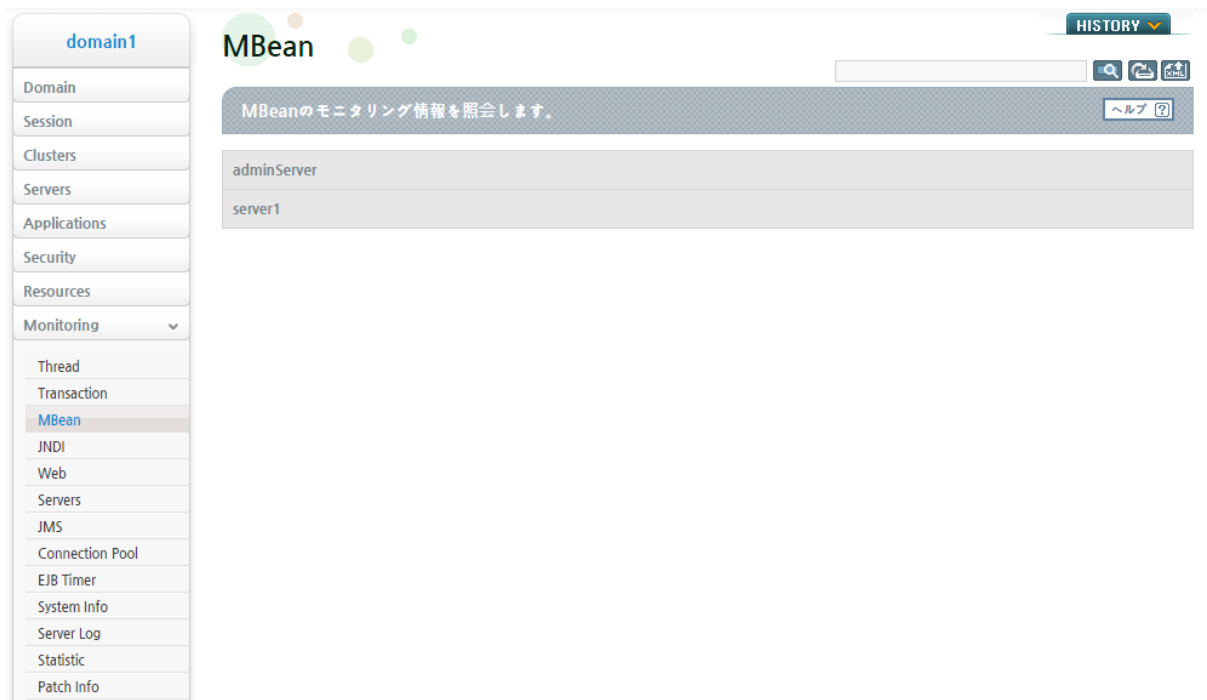 domain1
Domain
Session
Clusters
Servers
Applications
Security
Resources
Monitoring
Thread
Transaction
MBean
JNDI
Web
Servers
JMS
Connection Pool
EJB Timer
System Info
Server Log
Statistic
Patch Info
HISTORY
MBean
XML
MBeanのモニタリング情報を照会します。
ヘルプ ?
adminServer
server1